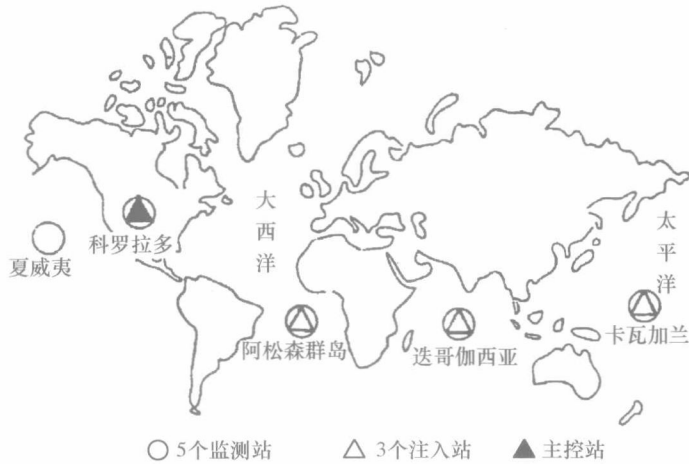 大西洋
太平洋
科罗拉多
夏威夷
阿松森群岛
迭哥伽西亚
卡瓦加兰
5个监测站 3个注入站 主控站